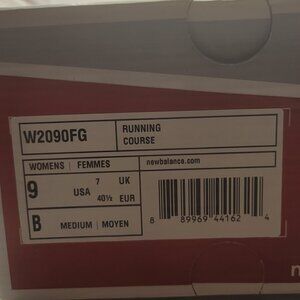 W2090FG
RUNNING
COURSE
WOMENS | FEMMES
newbalance.com
9 USA 7 UK
40½ EUR
B MEDIUM | MOYEN
8 89969 44162 4
n